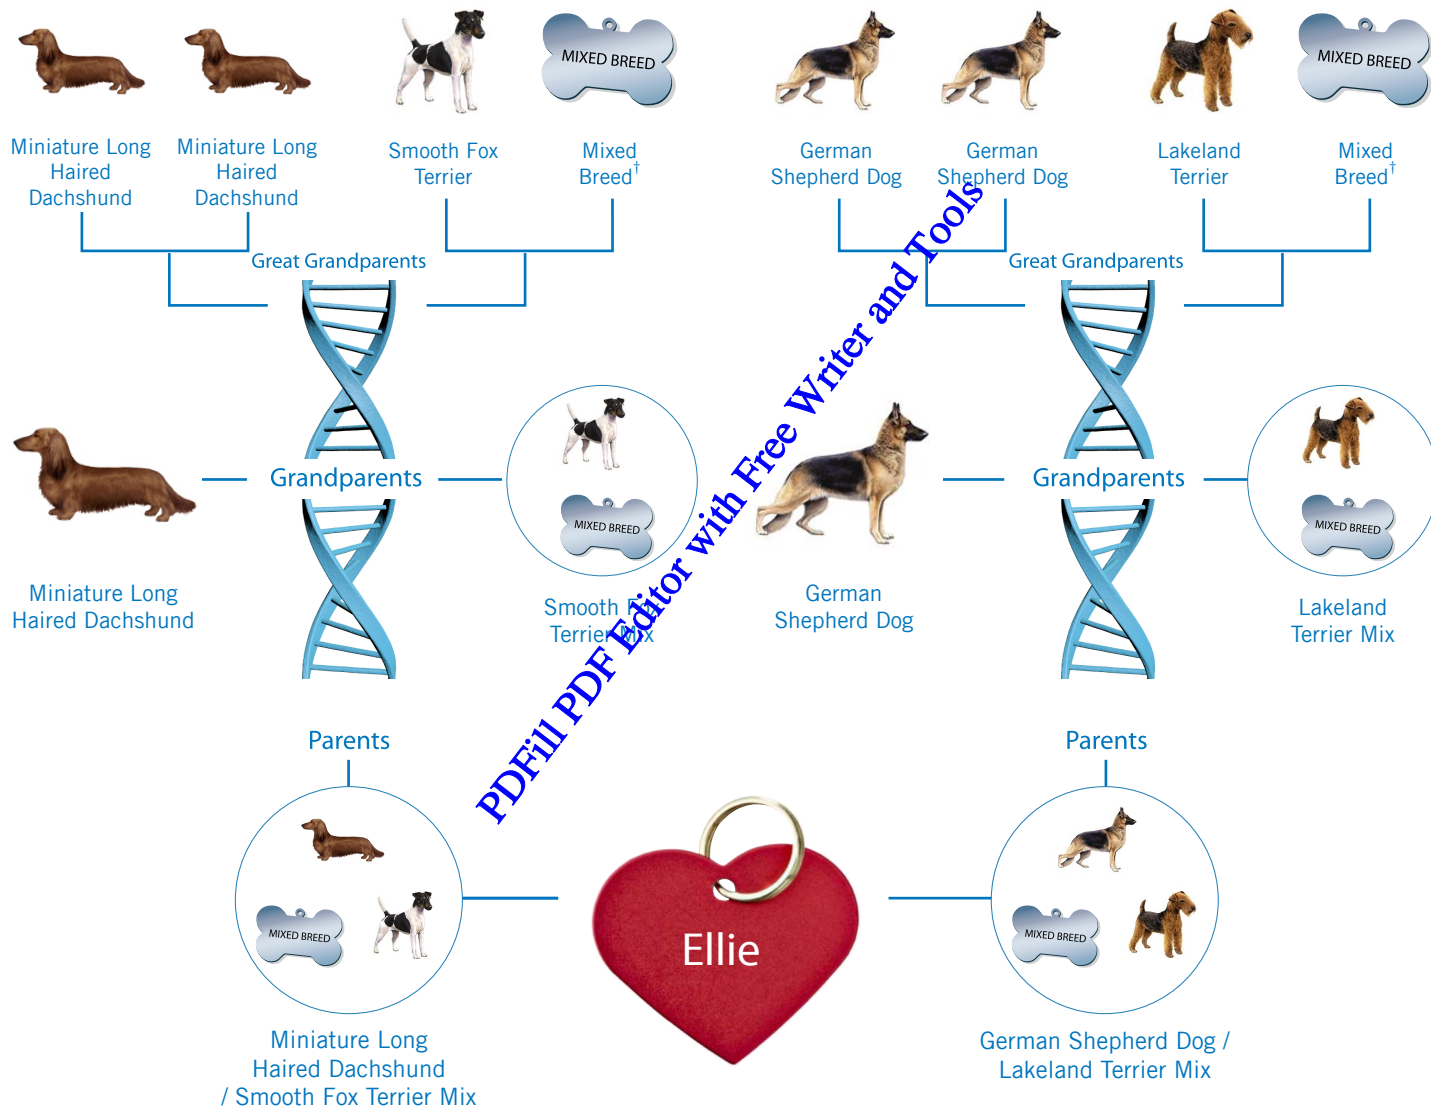 MIXED BREED
MIXED BREED
Miniature Long
Haired
Dachshund
Miniature Long
Haired
Dachshund
Smooth Fox
Terrier
Mixed
Breed†
German
Shepherd Dog
German
Shepherd Dog
Lakeland
Terrier
Mixed
Breed†
Great Grandparents
Great Grandparents
PDFill PDF Editor with Free Writer and Tools
Grandparents
MIXED BREED
Grandparents
MIXED BREED
Miniature Long
Haired Dachshund
Smooth Fox
Terrier Mix
German
Shepherd Dog
Lakeland
Terrier Mix
Parents
Parents
MIXED BREED
Ellie
MIXED BREED
Miniature Long
Haired Dachshund
/ Smooth Fox Terrier Mix
German Shepherd Dog /
Lakeland Terrier Mix